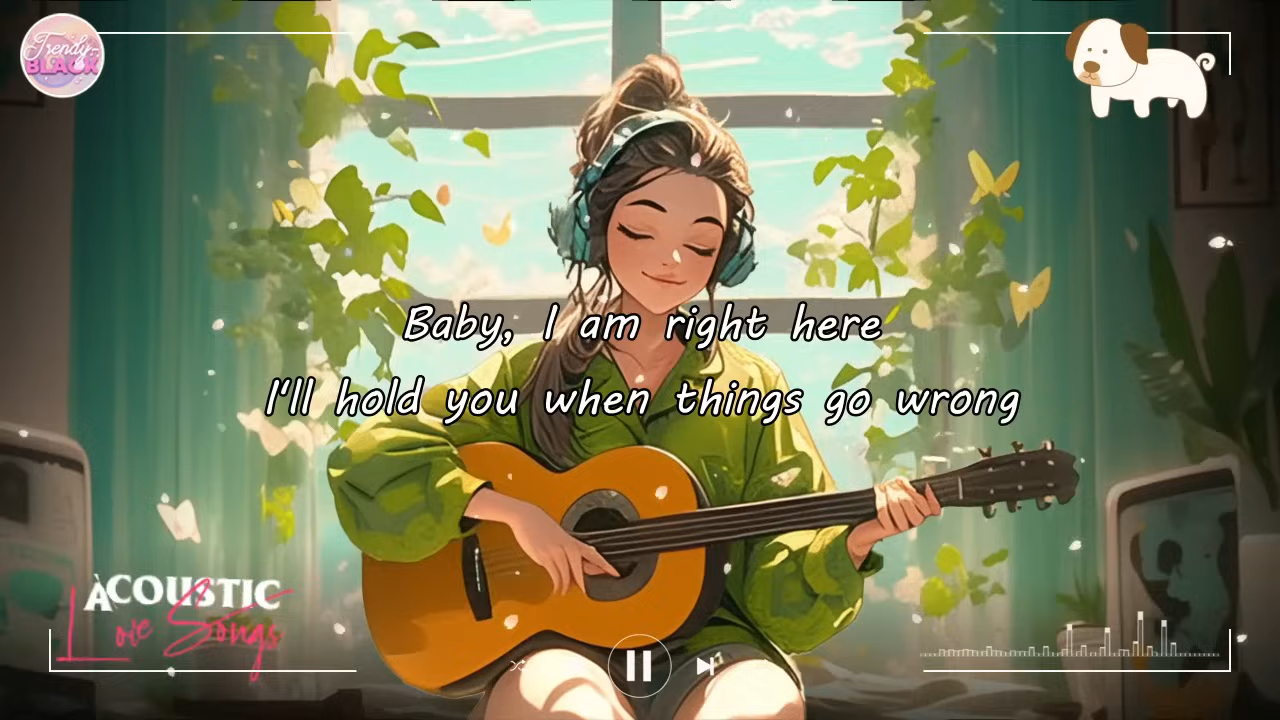 Trendy-
BLACK
Baby, I am right here
I'll hold you when things go wrong
ACOUSTIC
Love Songs